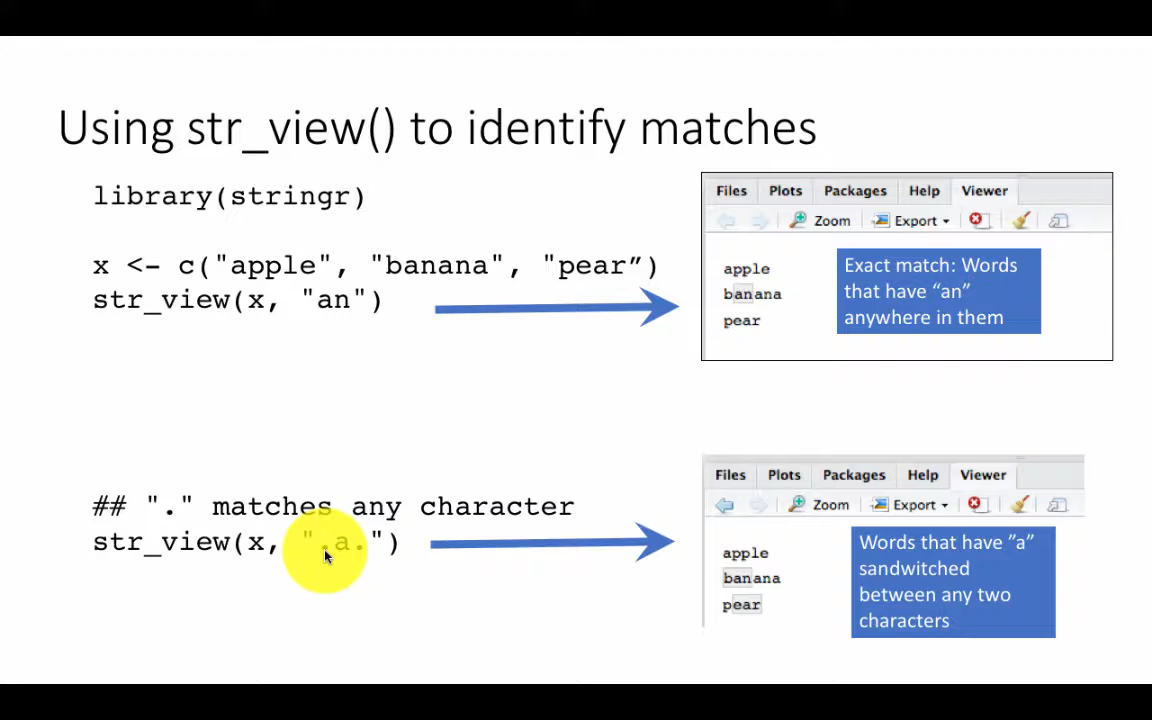 Using str_view() to identify matches
library(stringr)
x <- c("apple", "banana", "pear”)
str_view(x, "an")
Files Plots Packages Help Viewer
Zoom Export
apple
banana
pear
Exact match: Words
that have “an”
anywhere in them
## "." matches any character
str_view(x, ".a.")
Files Plots Packages Help Viewer
Zoom Export
apple
banana
pear
Words that have ”a”
sandwitched
between any two
characters